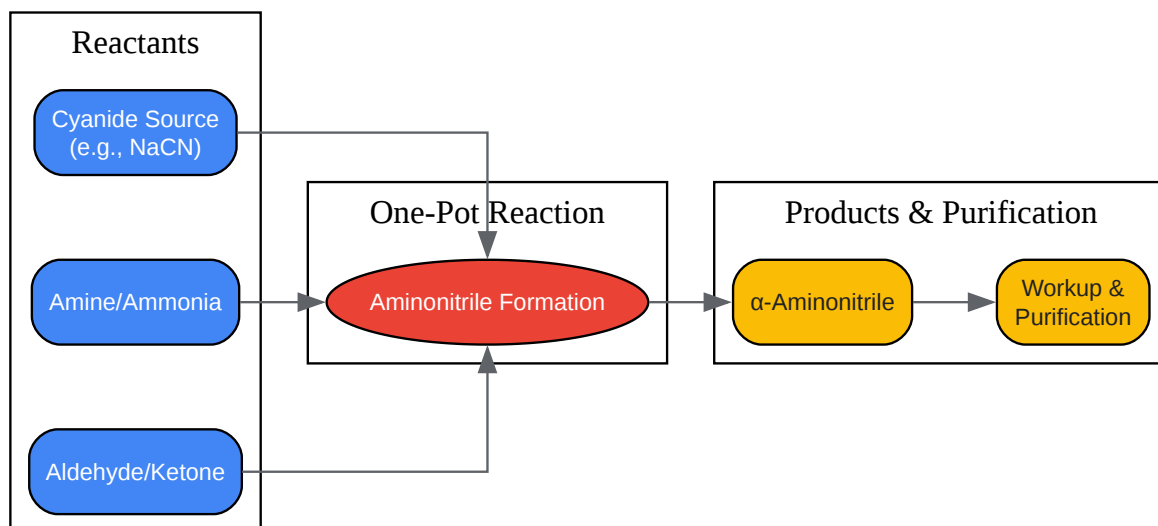 Reactants
Cyanide Source
(e.g., NaCN)
Amine/Ammonia
Aldehyde/Ketone
One-Pot Reaction
Aminonitrile Formation
Products & Purification
α-Aminonitrile
Workup &
Purification